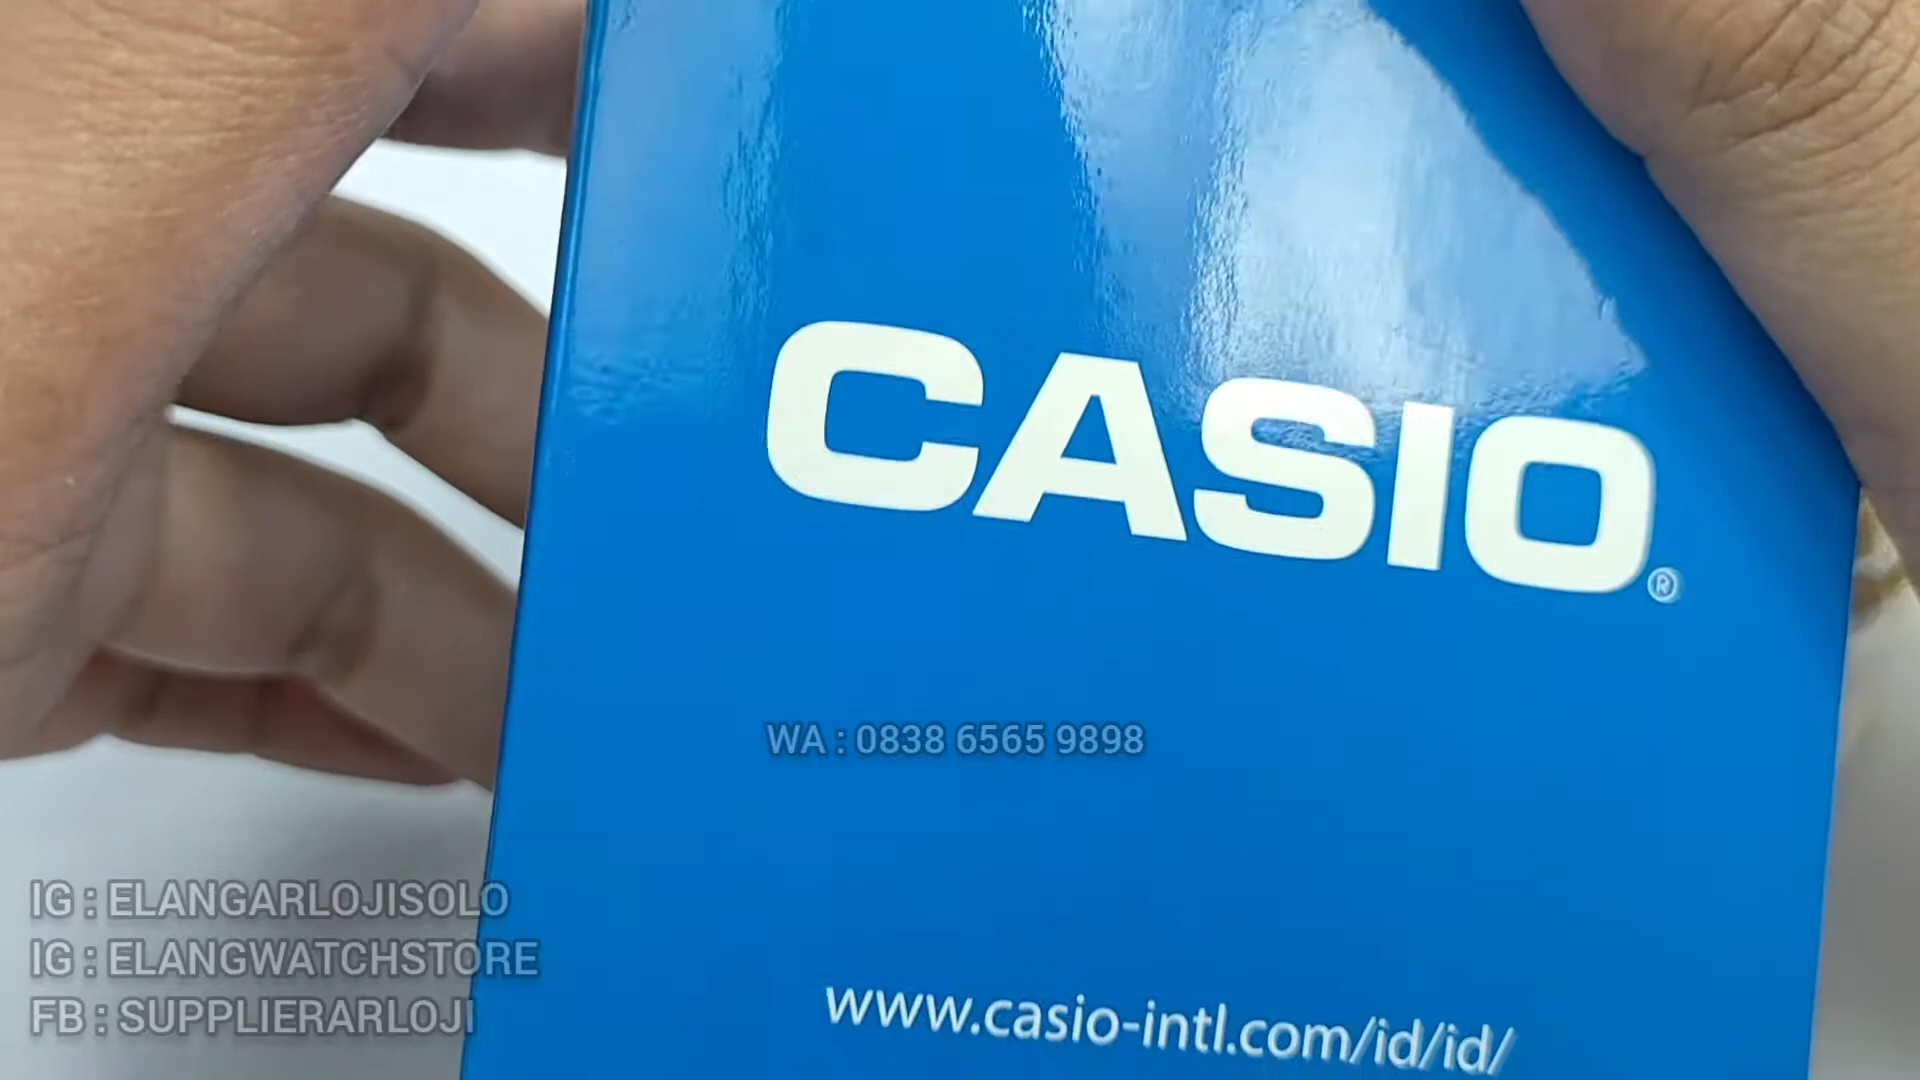 CASIO®
WA : 0838 6565 9898
IG : ELANGARLOJISOLO
IG : ELANGWATCHSTORE
FB : SUPPLIERARLOJI
www.casio-intl.com/id/id/